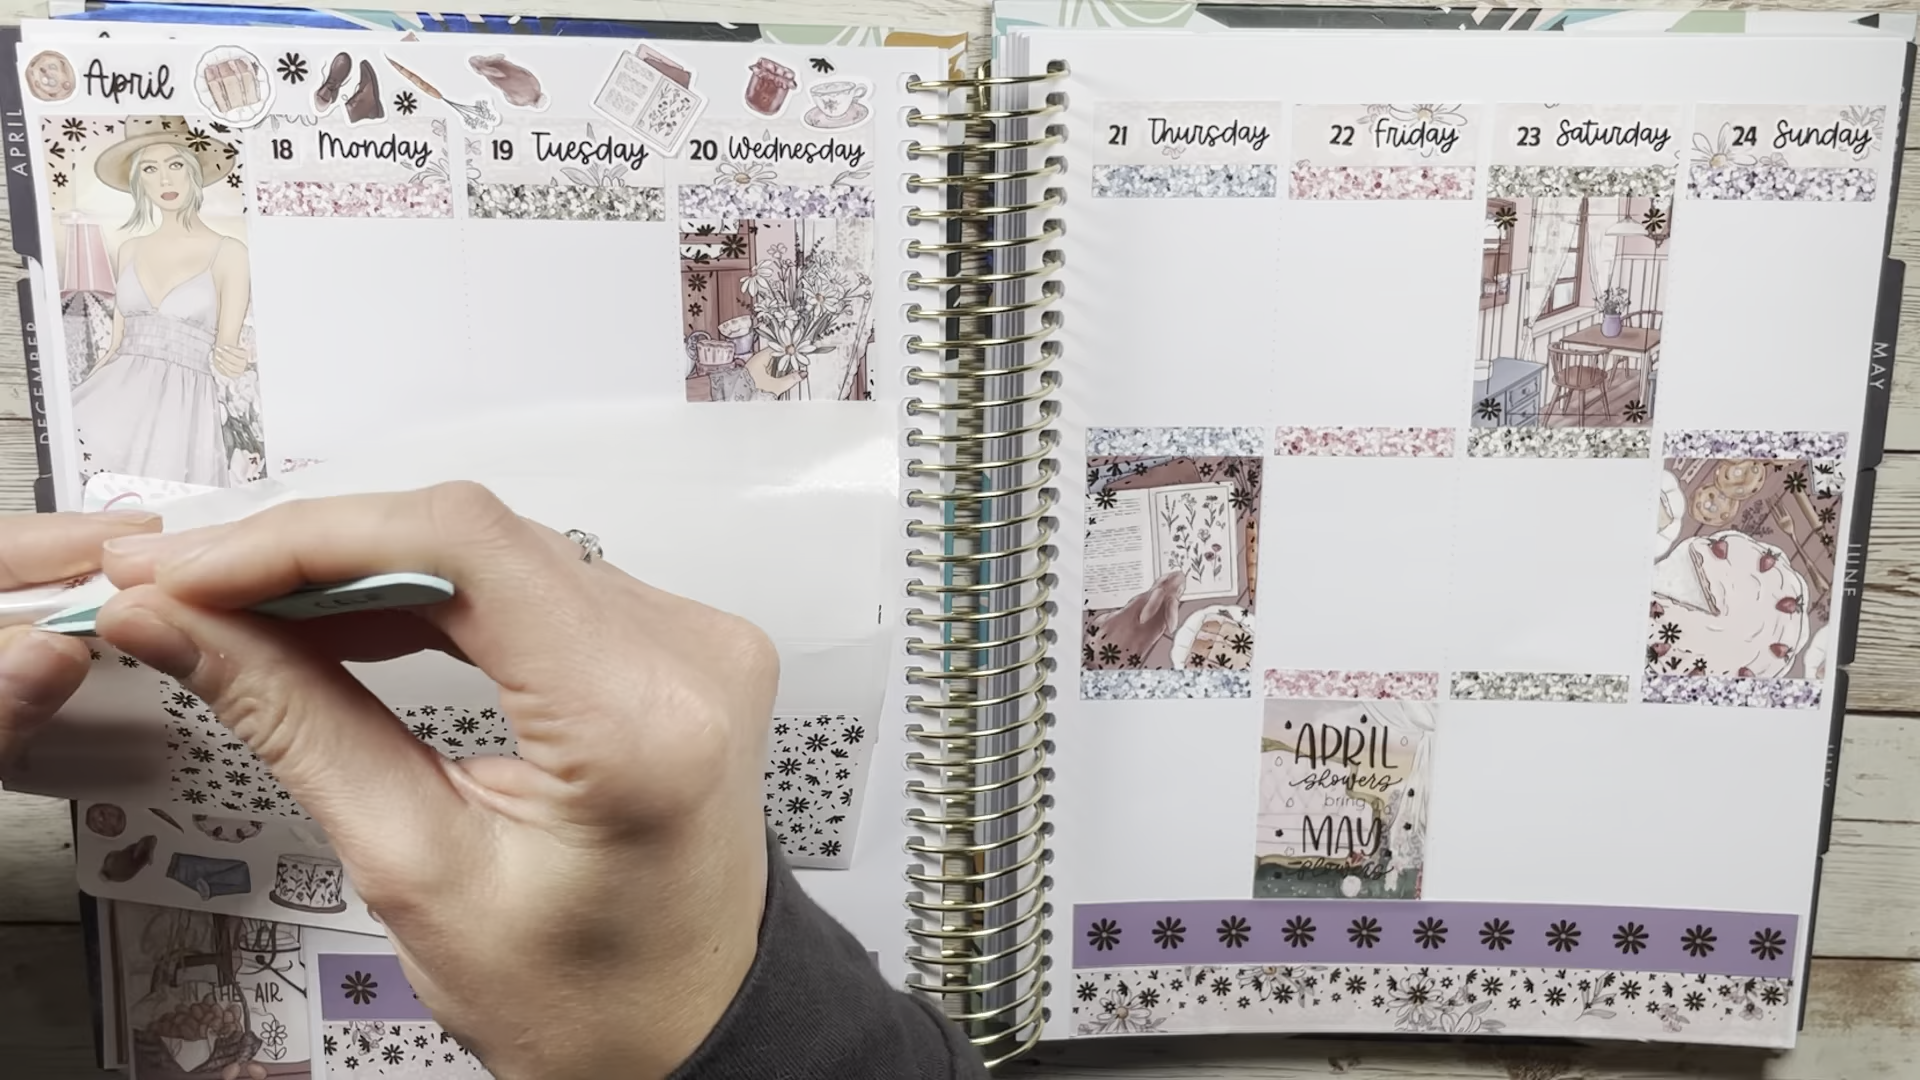 April
18 Monday
19 Tuesday
20 Wednesday
21 Thursday
22 Friday
23 Saturday
24 Sunday
APRIL
DECEMBER
MAY
JUNE
APRIL
showers
bring
MAY
flowers
IN THE AIR